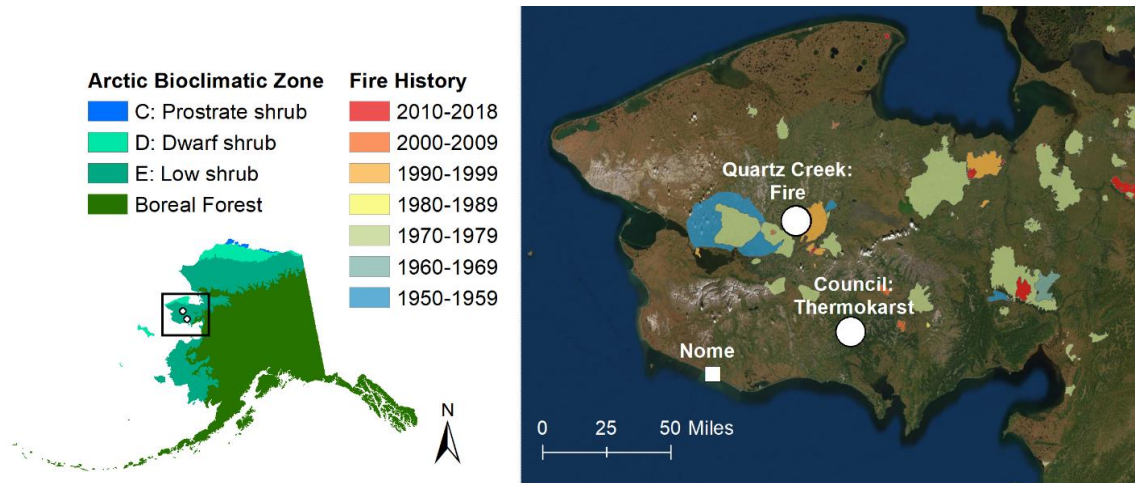 Arctic Bioclimatic Zone
C: Prostrate shrub
D: Dwarf shrub
E: Low shrub
Boreal Forest
Fire History
2010-2018
2000-2009
1990-1999
1980-1989
1970-1979
1960-1969
1950-1959
N
Quartz Creek:
Fire
Council:
Thermokarst
Nome
0 25 50 Miles